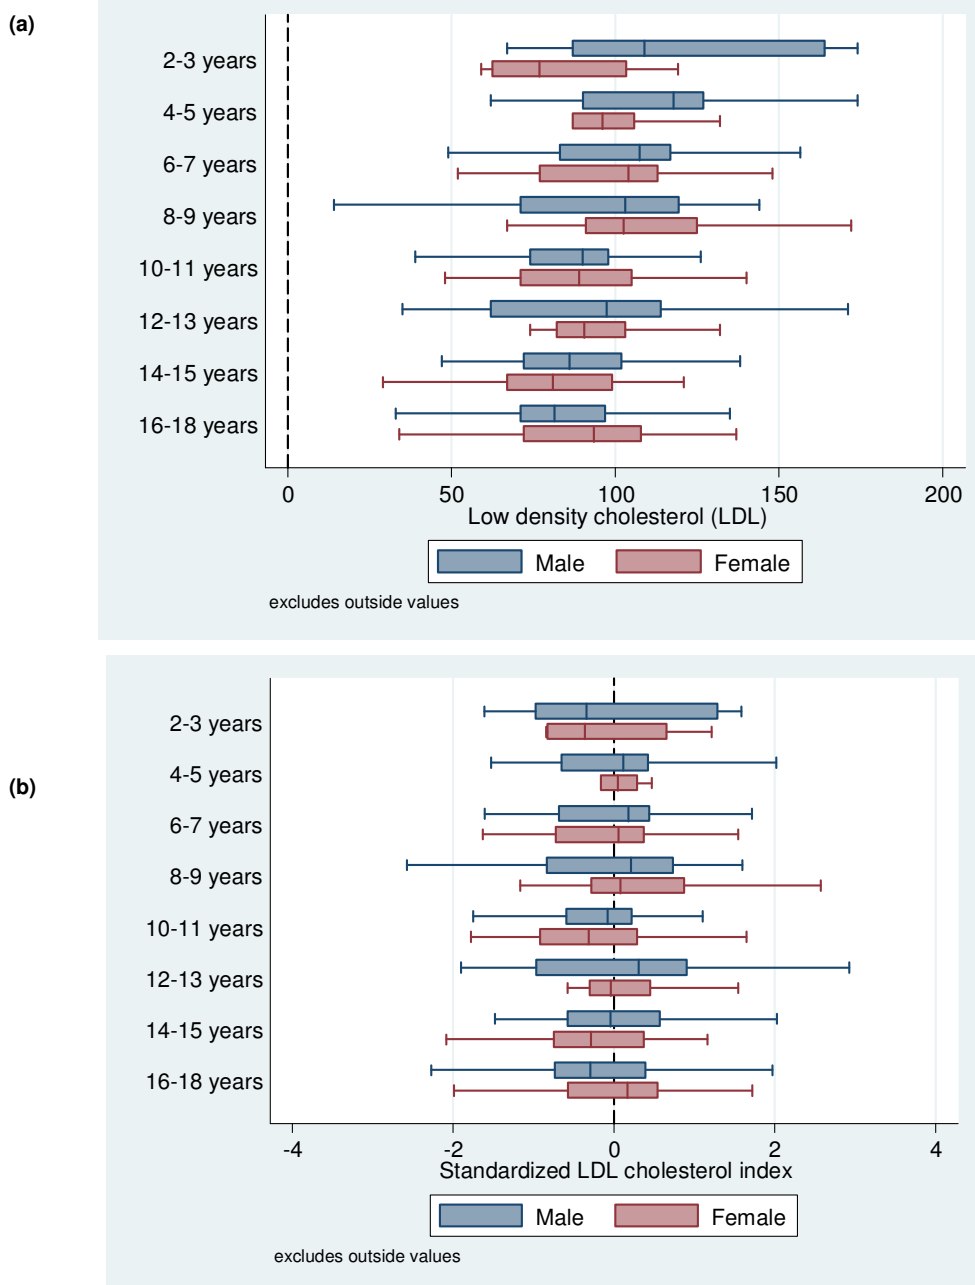 (a)
2-3 years
4-5 years
6-7 years
8-9 years
10-11 years
12-13 years
14-15 years
16-18 years
0 50 100 150 200
Low density cholesterol (LDL)
Male Female
excludes outside values
(b)
2-3 years
4-5 years
6-7 years
8-9 years
10-11 years
12-13 years
14-15 years
16-18 years
-4 -2 0 2 4
Standardized LDL cholesterol index
Male Female
excludes outside values